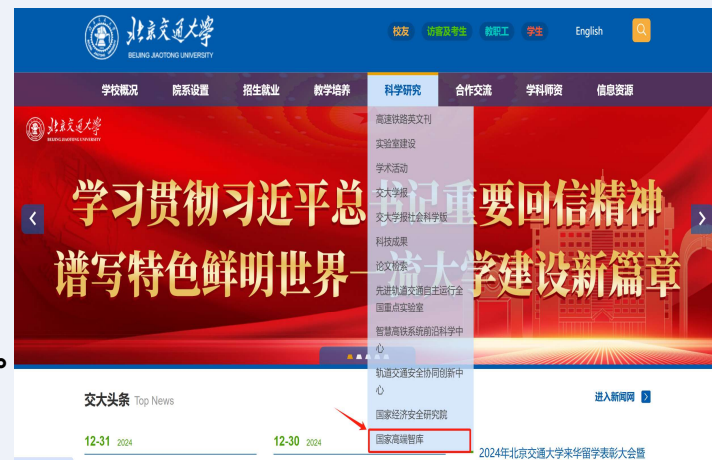 北京交通大学
BEIJING JIAOTONG UNIVERSITY
校友 访客及考生 教职工 学生 English
学校概况 院系设置 招生就业 教学培养 科学研究 合作交流 学科师资 信息资源
北京交通大学
BEIJING JIAOTONG UNIVERSITY
高速铁路英文刊
实验室建设
学术活动
交大学报
交大学报社会科学版
科技成果
论文检索
先进轨道交通自主运行全
国重点实验室
智慧高铁系统前沿科学中
心
轨道交通安全协同创新中
心
国家经济安全研究院
国家高端智库
学习贯彻习近平总书记重要回信精神
谱写特色鲜明世界一流大学建设新篇章
交大头条 Top News
进入新闻网
12-31 2024
12-30 2024
2024年北京交通大学来华留学表彰大会暨